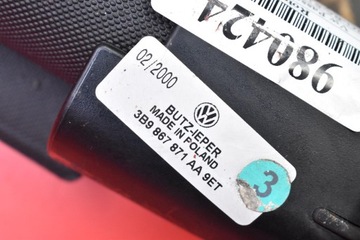 980424
02/2000
BUTZ-IEPER
MADE IN POLAND
3B9 867 871 AA 9ET
3